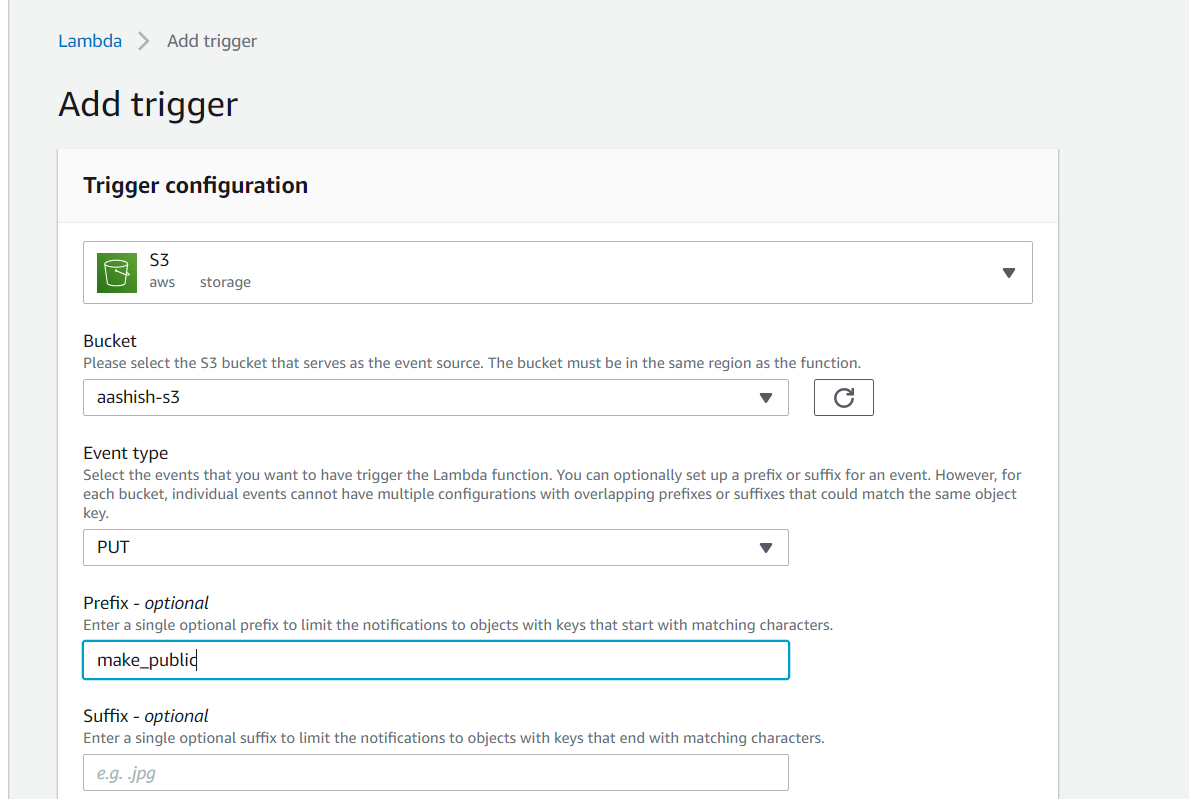 Lambda > Add trigger
Add trigger
Trigger configuration
S3
aws storage
Bucket
Please select the S3 bucket that serves as the event source. The bucket must be in the same region as the function.
aashish-s3
Event type
Select the events that you want to have trigger the Lambda function. You can optionally set up a prefix or suffix for an event. However, for
each bucket, individual events cannot have multiple configurations with overlapping prefixes or suffixes that could match the same object
key.
PUT
Prefix - optional
Enter a single optional prefix to limit the notifications to objects with keys that start with matching characters.
make_public
Suffix - optional
Enter a single optional suffix to limit the notifications to objects with keys that end with matching characters.
e.g. .jpg